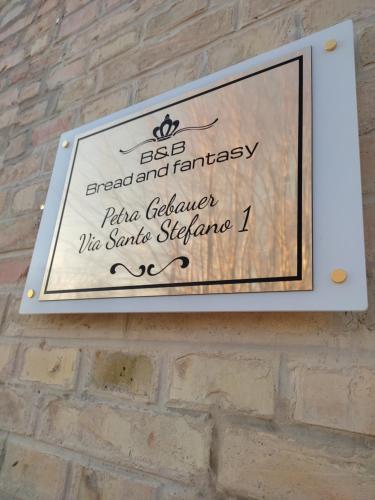 B&B
Bread and fantasy
Petra Gebauer
Via Santo Stefano 1